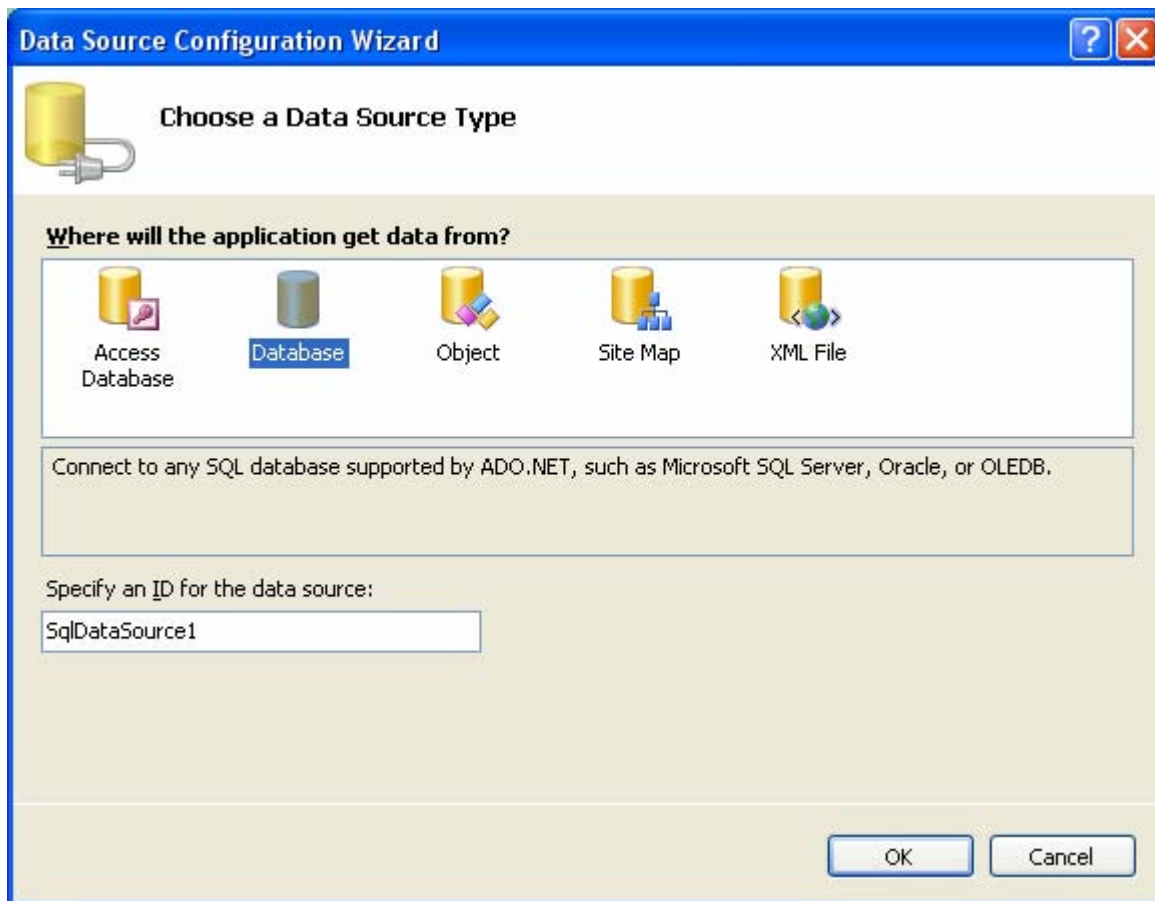 Data Source Configuration Wizard
Choose a Data Source Type
Where will the application get data from?
Access
Database
Database
Object
Site Map
XML File
Connect to any SQL database supported by ADO.NET, such as Microsoft SQL Server, Oracle, or OLEDB.
Specify an ID for the data source:
SqlDataSource1
OK
Cancel